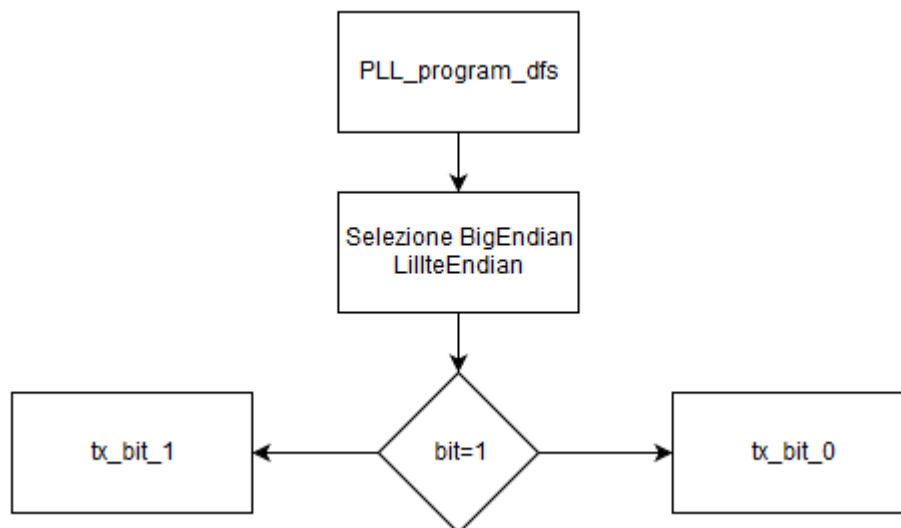 PLL_program_dfs
Selezione BigEndian
LillteEndian
tx_bit_1
bit=1
tx_bit_0